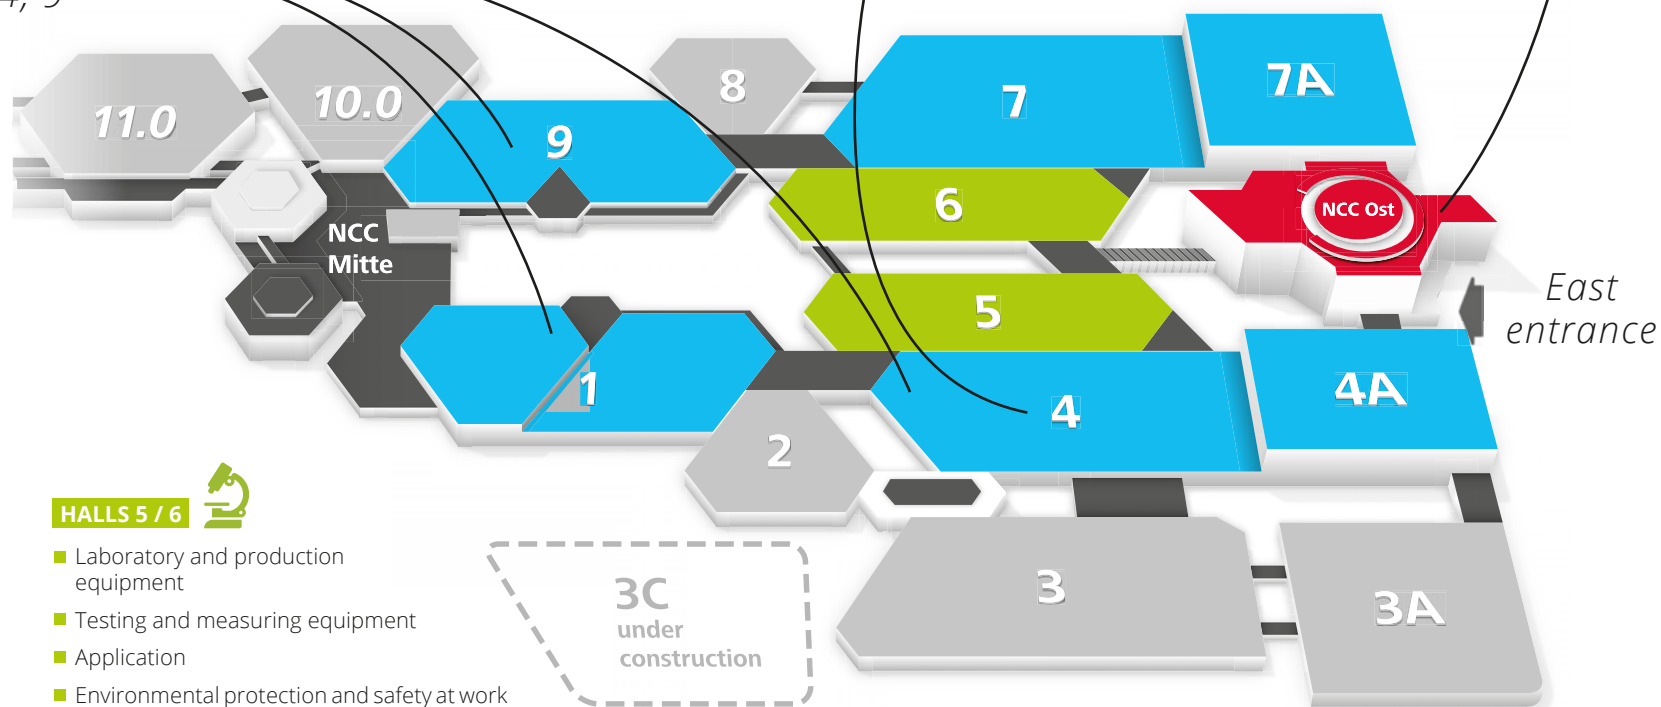 4, 9
7A
8
10.0
7
11.0
9
6
NCC Ost
NCC
Mitte
East
entrance
5
1
4A
4
2
HALLS 5 / 6
Laboratory and production
equipment
Testing and measuring equipment
Application
Environmental protection and safety at work
3C
under
construction
3
3A